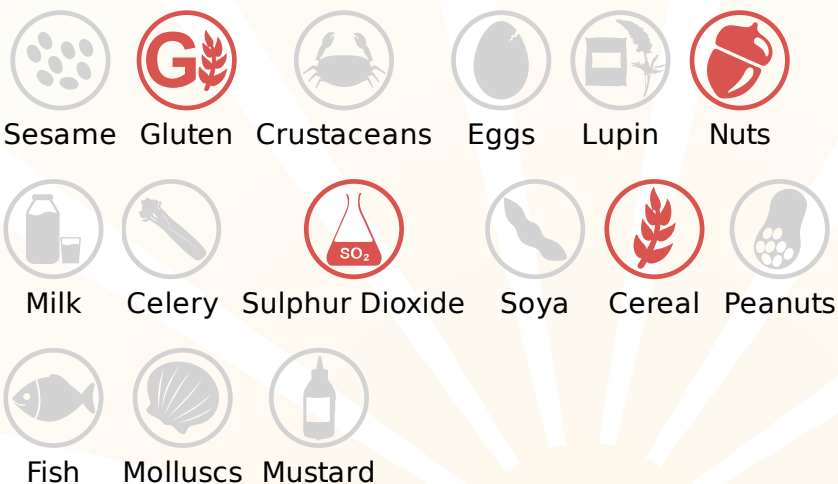 G
Sesame Gluten Crustaceans Eggs Lupin Nuts
SO₂
Milk Celery Sulphur Dioxide Soya Cereal Peanuts
Fish Molluscs Mustard